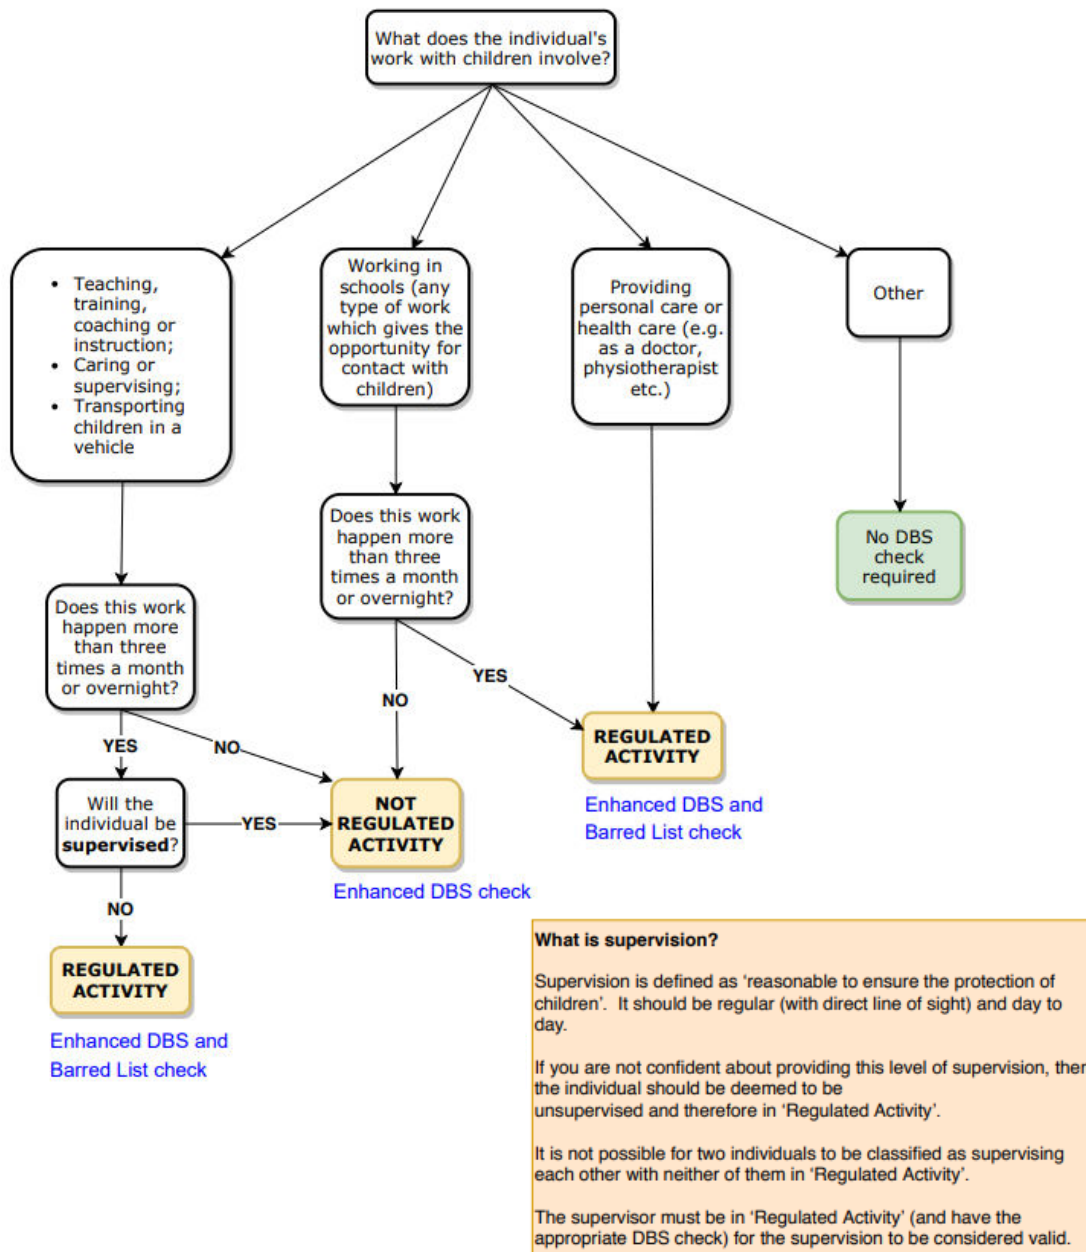 What does the individual's
work with children involve?
• Teaching,
training,
coaching or
instruction;
• Caring or
supervising;
• Transporting
children in a
vehicle
Working in
schools (any
type of work
which gives the
opportunity for
contact with
children)
Providing
personal care or
health care (e.g.
as a doctor,
physiotherapist
etc.)
Other
Does this work
happen more
than three
times a month
or overnight?
No DBS
check
required
Does this work
happen more
than three
times a month
or overnight?
YES
NO
YES
NO
REGULATED
ACTIVITY
Enhanced DBS and
Barred List check
Will the
individual be
supervised?
YES
NOT
REGULATED
ACTIVITY
Enhanced DBS check
NO
REGULATED
ACTIVITY
Enhanced DBS and
Barred List check
What is supervision?
Supervision is defined as ‘reasonable to ensure the protection of
children’. It should be regular (with direct line of sight) and day to
day.
If you are not confident about providing this level of supervision, then
the individual should be deemed to be
unsupervised and therefore in ‘Regulated Activity’.
It is not possible for two individuals to be classified as supervising
each other with neither of them in ‘Regulated Activity’.
The supervisor must be in ‘Regulated Activity’ (and have the
appropriate DBS check) for the supervision to be considered valid.